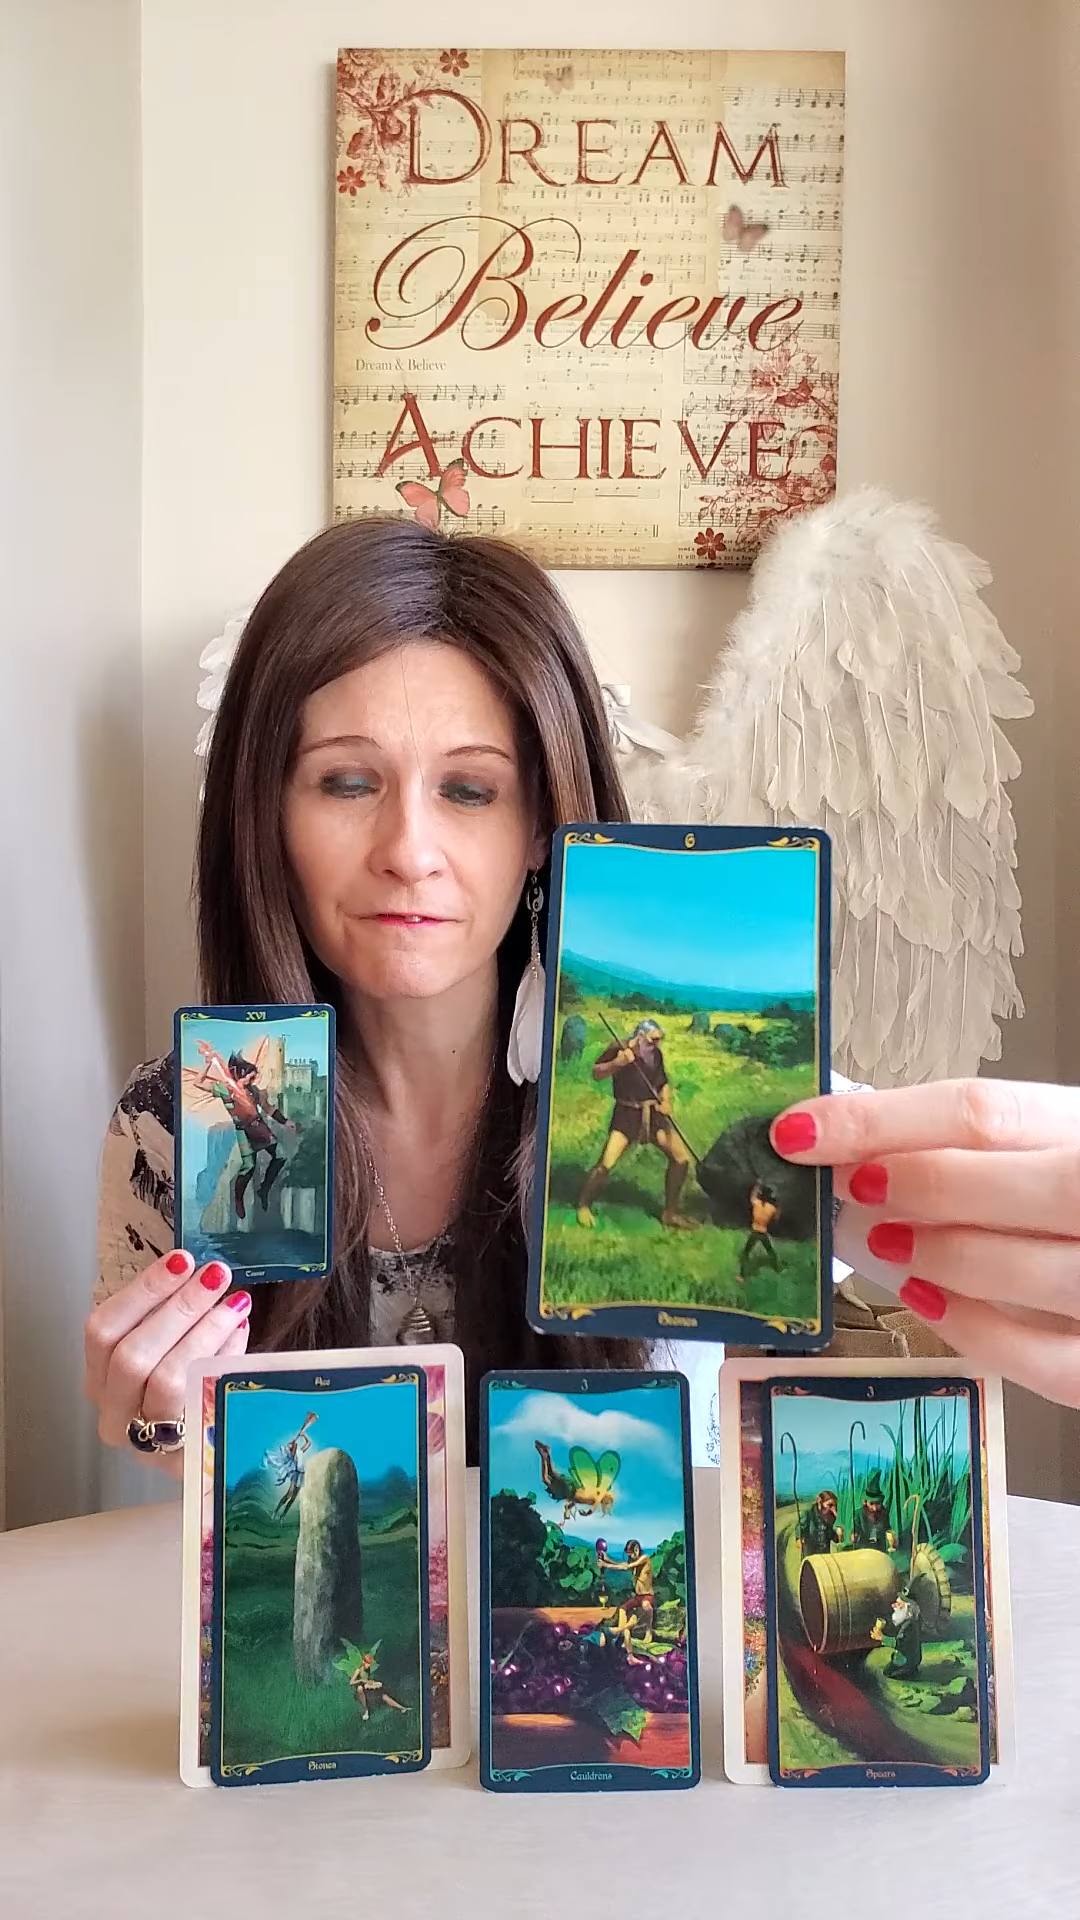 DREAM
Believe
Dream & Believe
ACHIEVE
6
XVI
Tower
Stones
Ace
3
3
Stones
Cauldrons
Spears